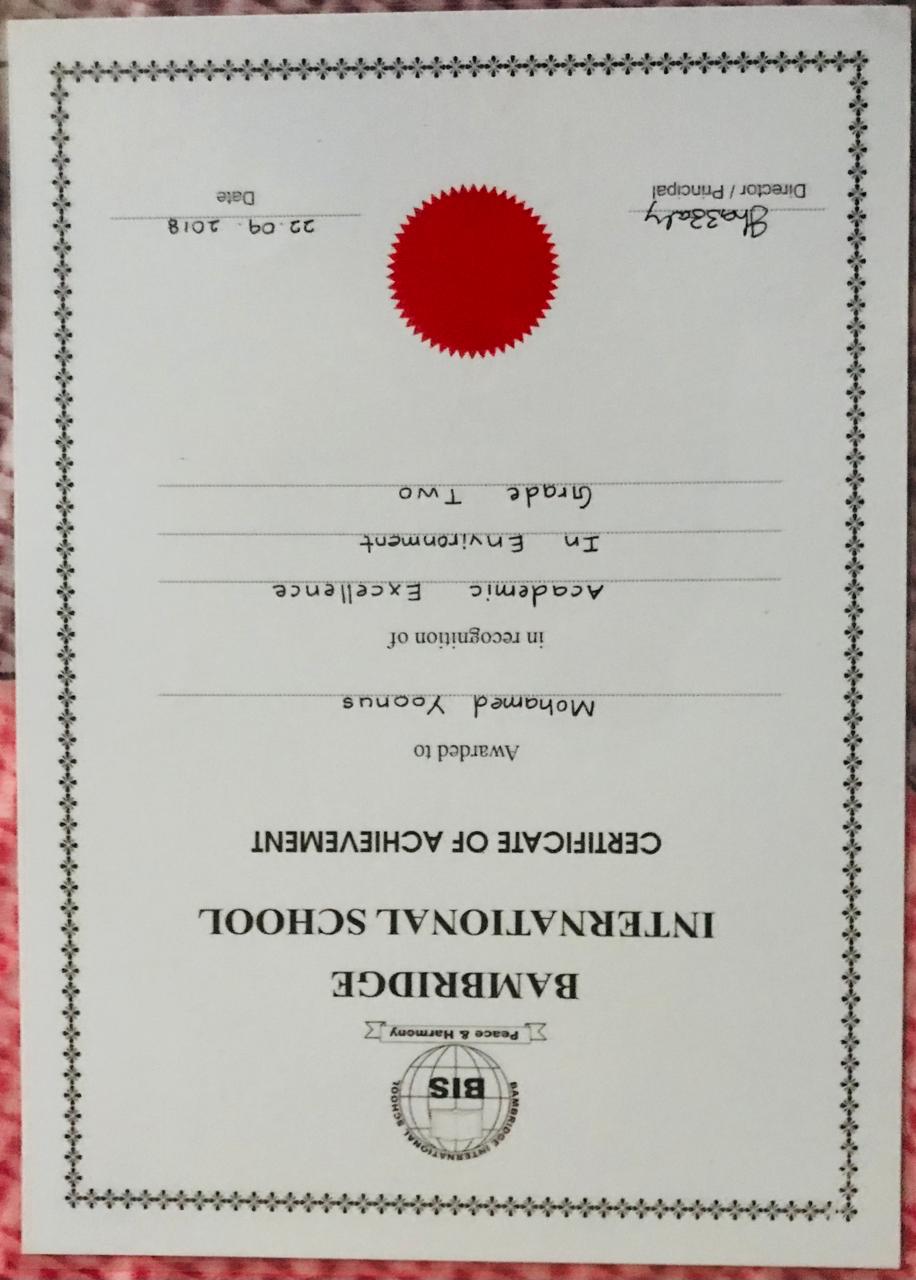 BAMBRIDGE INTERNATIONAL SCHOOL
BIS
Peace & Harmony
BAMBRIDGE
INTERNATIONAL SCHOOL
CERTIFICATE OF ACHIEVEMENT
Awarded to
Mohamed Yoonus
in recognition of
Academic Excellence
In Environment
Grade Two
22.09.2018
Director / Principal
Date